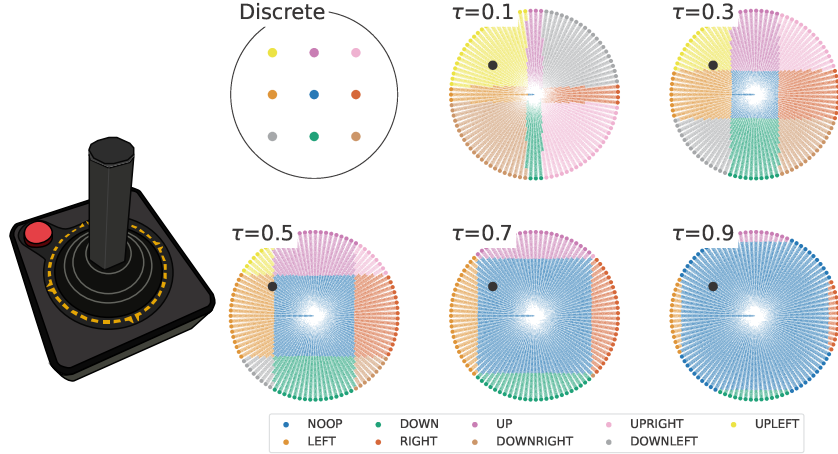 Discrete
τ=0.1
τ=0.3
τ=0.5
τ=0.7
τ=0.9
NOOP
DOWN
UP
UPRIGHT
UPLEFT
LEFT
RIGHT
DOWNRIGHT
DOWNLEFT